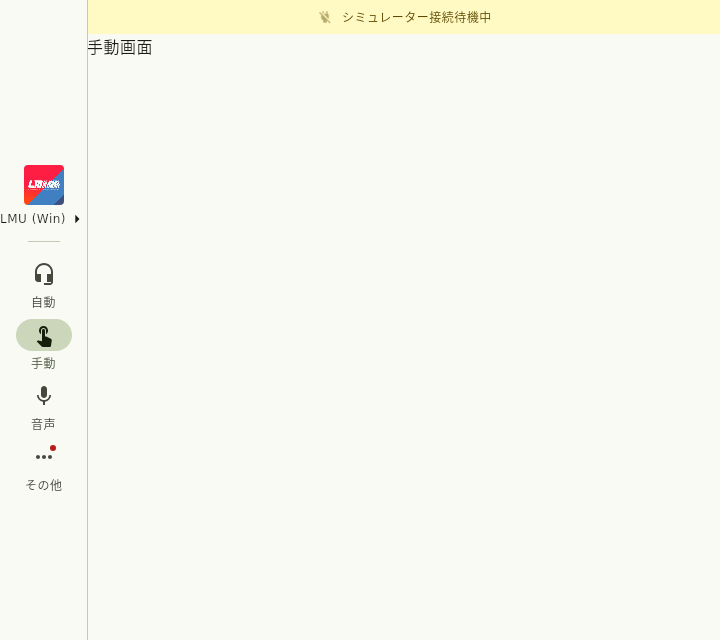 シミュレーター接続待機中
手動画面
LMU (Win)
自動
手動
音声
その他